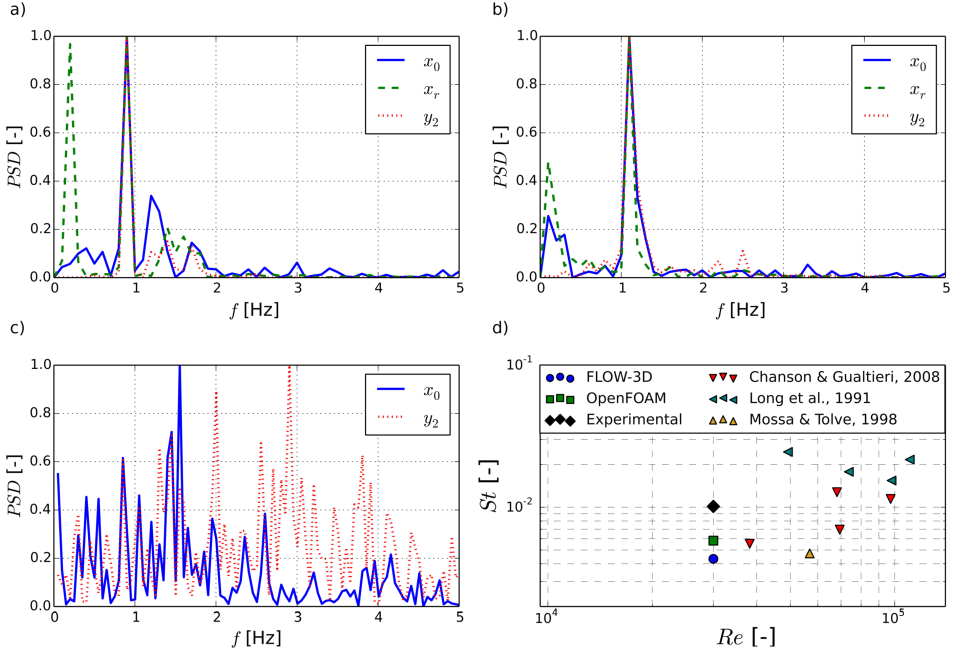 a)
1.0
0.8
0.6
0.4
0.2
0.0
PSD [-]
0 1 2 3 4 5
f [Hz]
x₀
xᵣ
y₂
b)
1.0
0.8
0.6
0.4
0.2
0.0
PSD [-]
0 1 2 3 4 5
f [Hz]
x₀
xᵣ
y₂
c)
1.0
0.8
0.6
0.4
0.2
0.0
PSD [-]
0 1 2 3 4 5
f [Hz]
x₀
y₂
d)
10⁻¹
10⁻²
St [-]
FLOW-3D
OpenFOAM
Experimental
Chanson & Gualtieri, 2008
Long et al., 1991
Mossa & Tolve, 1998
10⁴ 10⁵
Re [-]